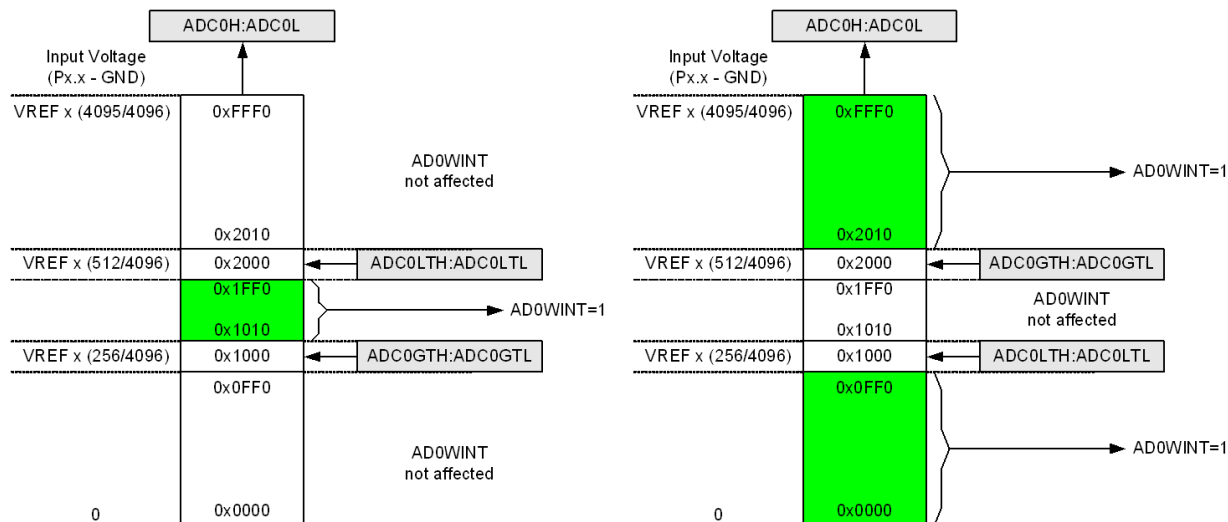 ADC0H:ADC0L
Input Voltage
(Px.x - GND)
VREF x (4095/4096)
0xFFF0
AD0WINT
not affected
0x2010
VREF x (512/4096)
0x2000
ADC0LTH:ADC0LTL
0x1FF0
AD0WINT=1
0x1010
VREF x (256/4096)
0x1000
ADC0GTH:ADC0GTL
0x0FF0
AD0WINT
not affected
0
0x0000
ADC0H:ADC0L
Input Voltage
(Px.x - GND)
VREF x (4095/4096)
0xFFF0
AD0WINT=1
0x2010
VREF x (512/4096)
0x2000
ADC0GTH:ADC0GTL
0x1FF0
AD0WINT
not affected
0x1010
VREF x (256/4096)
0x1000
ADC0LTH:ADC0LTL
0x0FF0
AD0WINT=1
0
0x0000